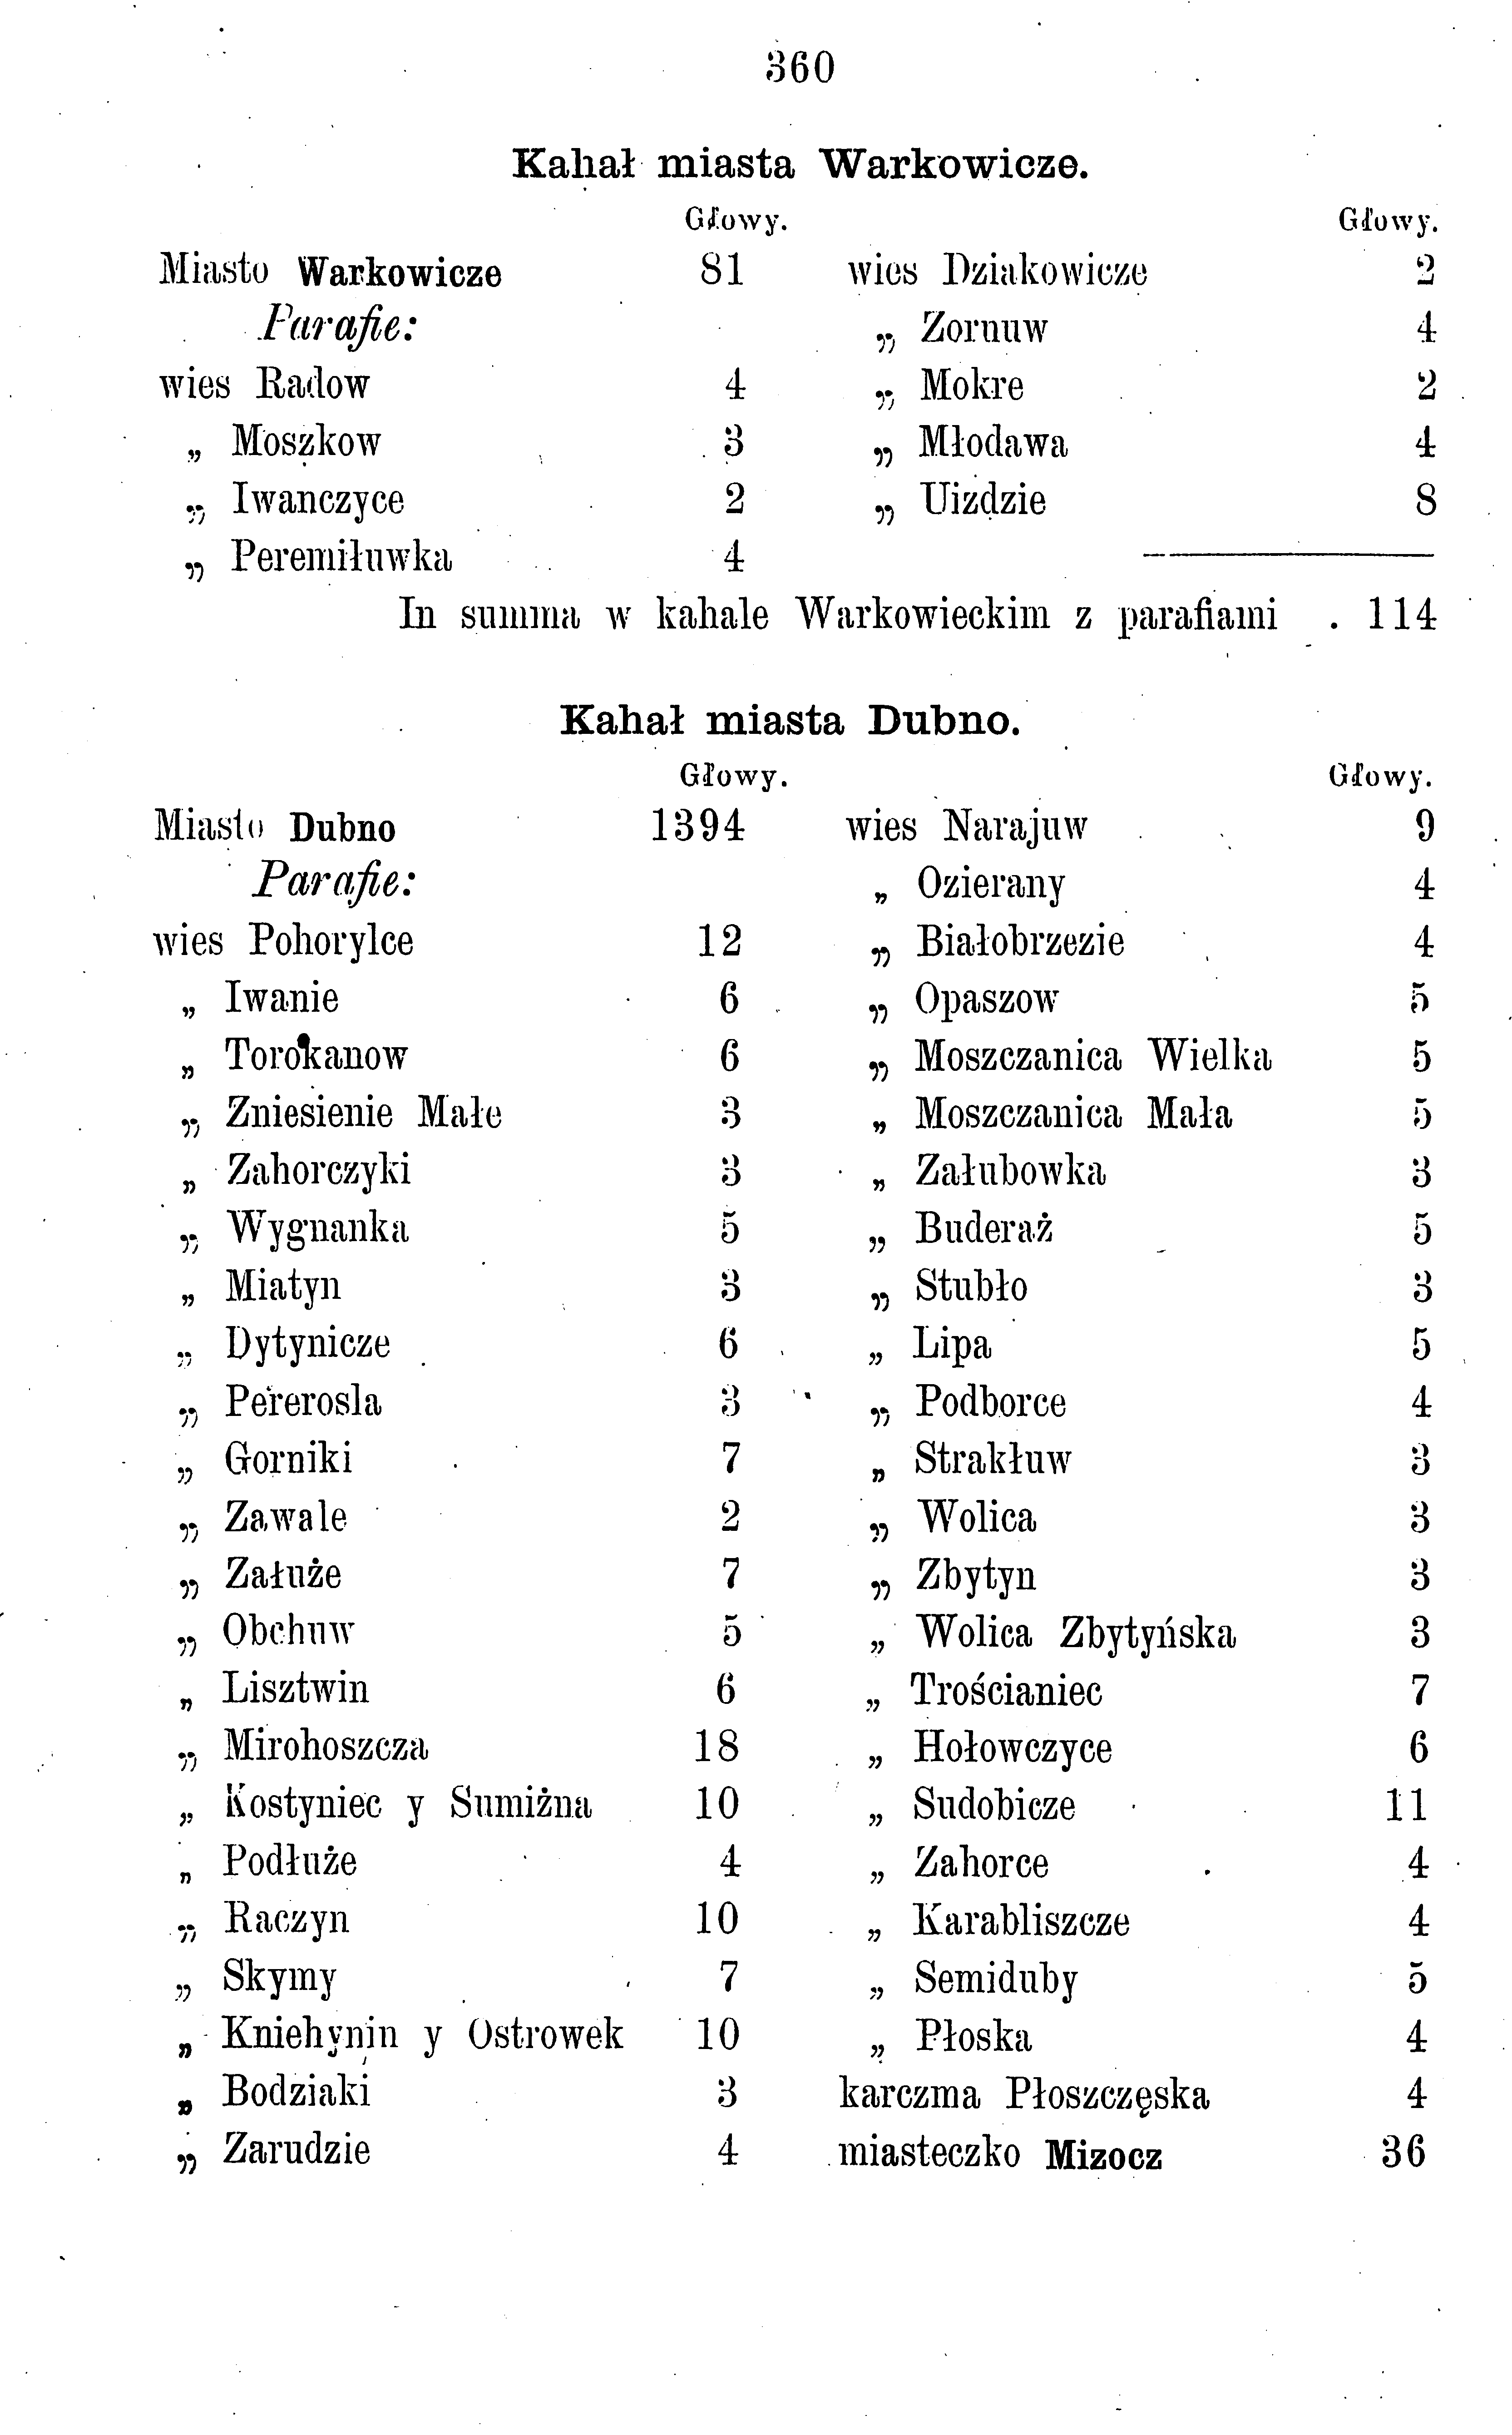 360
Kahał miasta Warkowicze.
Głowy.
Miasto Warkowicze 81
Parafie:
wies Radow 4
„ Moszkow 3
„ Iwanczyce 2
„ Peremiłuwka 4
Głowy.
wies Dziakowicze 2
„ Zornuw 4
„ Mokre 2
„ Młodawa 4
„ Uizdzie 8
In summa w kahale Warkowieckim z parafiami . 114
Kahał miasta Dubno.
Głowy.
Miasto Dubno 1394
Parafie:
wies Pohorylce 12
„ Iwanie 6
„ Torokanow 6
„ Zniesienie Małe 3
„ Zahorczyki 3
„ Wygnanka 5
„ Miatyn 3
„ Dytynicze 6
„ Pererosla 3
„ Gorniki 7
„ Zawale 2
„ Załuże 7
„ Obchuw 5
„ Lisztwin 6
„ Mirohoszcza 18
„ Kostyniec y Sumiżna 10
„ Podłuże 4
„ Raczyn 10
„ Skymy 7
„ Kniehynin y Ostrowek 10
„ Bodziaki 3
„ Zarudzie 4
Głowy.
wies Narajuw 9
„ Ozierany 4
„ Białobrzezie 4
„ Opaszow 5
„ Moszczanica Wielka 5
„ Moszczanica Mała 5
„ Załubowka 3
„ Buderaż 5
„ Stubło 3
„ Lipa 5
„ Podborce 4
„ Strakłuw 3
„ Wolica 3
„ Zbytyn 3
„ Wolica Zbytyńska 3
„ Trościaniec 7
„ Hołowczyce 6
„ Sudobicze 11
„ Zahorce 4
„ Karabliszcze 4
„ Semiduby 5
„ Płoska 4
karczma Płoszczęska 4
miasteczko Mizocz 36